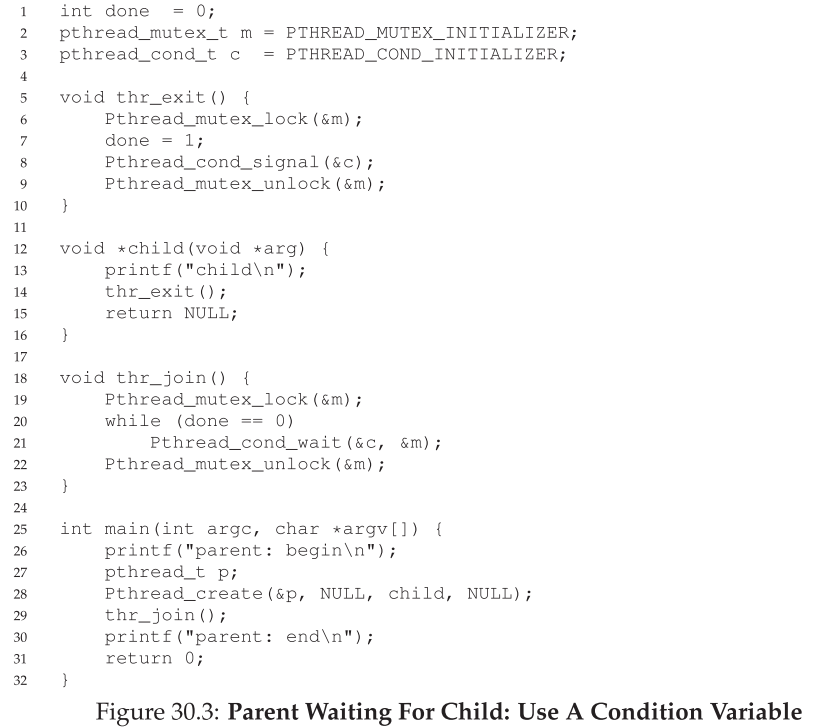 1 int done  = 0;
2 pthread_mutex_t m = PTHREAD_MUTEX_INITIALIZER;
3 pthread_cond_t c  = PTHREAD_COND_INITIALIZER;
4
5 void thr_exit() {
6     Pthread_mutex_lock(&m);
7     done = 1;
8     Pthread_cond_signal(&c);
9     Pthread_mutex_unlock(&m);
10 }
11
12 void *child(void *arg) {
13     printf("child\n");
14     thr_exit();
15     return NULL;
16 }
17
18 void thr_join() {
19     Pthread_mutex_lock(&m);
20     while (done == 0)
21         Pthread_cond_wait(&c, &m);
22     Pthread_mutex_unlock(&m);
23 }
24
25 int main(int argc, char *argv[]) {
26     printf("parent: begin\n");
27     pthread_t p;
28     Pthread_create(&p, NULL, child, NULL);
29     thr_join();
30     printf("parent: end\n");
31     return 0;
32 }
Figure 30.3: Parent Waiting For Child: Use A Condition Variable